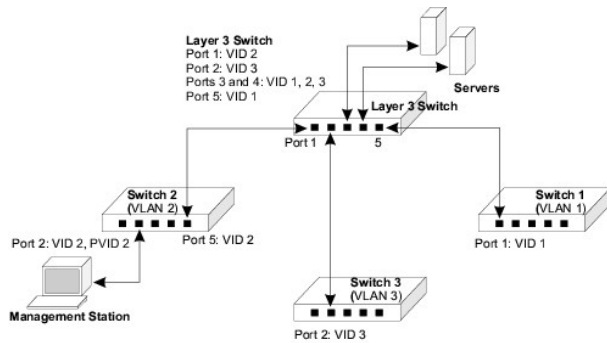 Layer 3 Switch
Port 1: VID 2
Port 2: VID 3
Ports 3 and 4: VID 1, 2, 3
Port 5: VID 1
Servers
Layer 3 Switch
Port 1
5
Switch 2
(VLAN 2)
Switch 1
(VLAN 1)
Port 2: VID 2, PVID 2
Port 5: VID 2
Port 1: VID 1
Switch 3
(VLAN 3)
Management Station
Port 2: VID 3